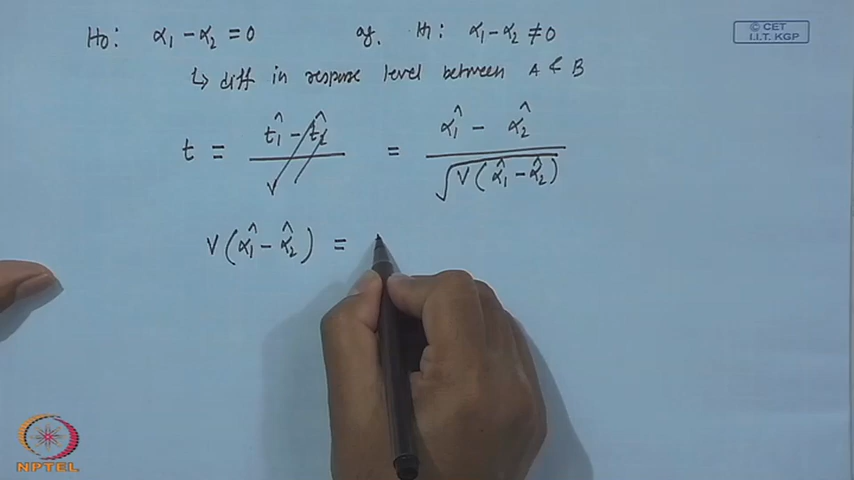 H0: α1 − α2 = 0 ag. H1: α1 − α2 ≠ 0
© CET
I.I.T. KGP
↳ diff in response level between A & B
t = t̂1 − t̂2 / √ = α̂1 − α̂2 / √V(α̂1 − α̂2)
V(α̂1 − α̂2) =
NPTEL